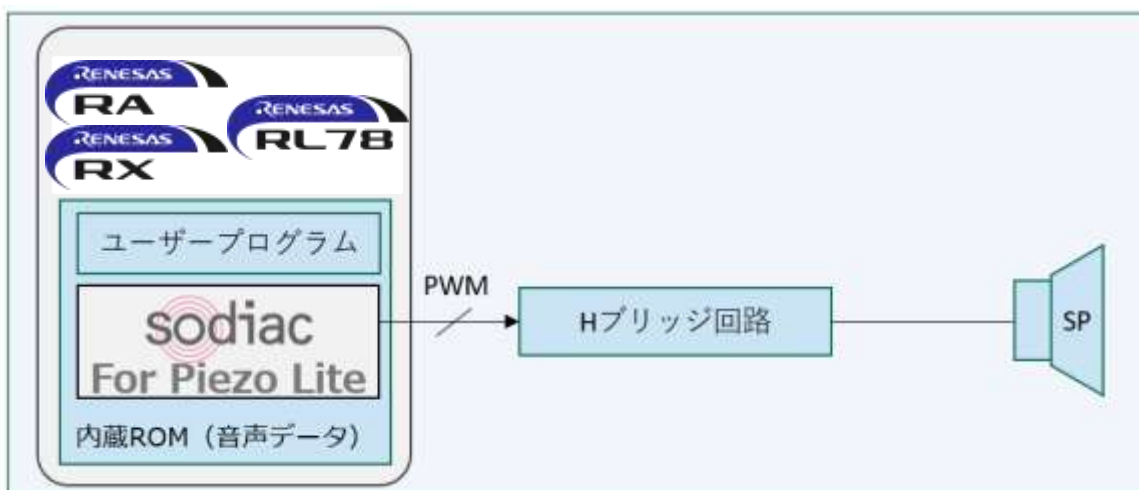 RENESAS
RA
RENESAS
RL78
RENESAS
RX
ユーザープログラム
sodiac
For Piezo Lite
内蔵ROM（音声データ）
PWM
Hブリッジ回路
SP